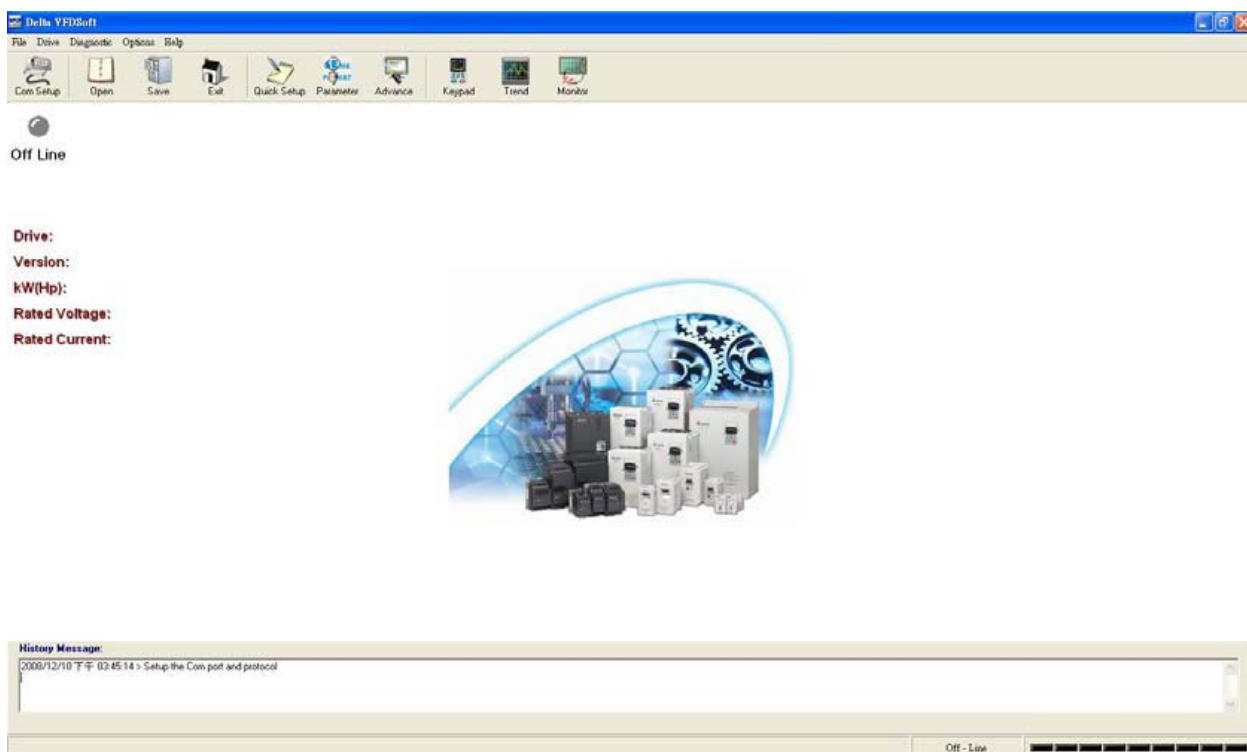 Delta VFDSoft
File Drive Diagnostic Options Help
Com Setup Open Save Exit Quick Setup Parameter Advance Keypad Trend Monitor
Off Line
Drive:
Version:
kW(Hp):
Rated Voltage:
Rated Current:
History Message:
2008/12/10 下午 03:45:14 > Setup the Com port and protocol
Off - Line